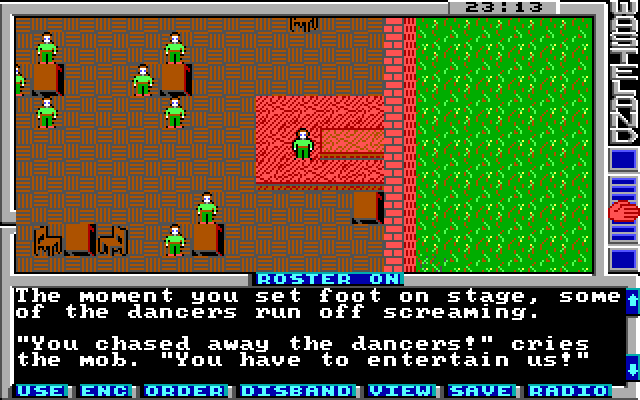 23:13
WASTELAND
ROSTER ON
The moment you set foot on stage, some
of the dancers run off screaming.
"You chased away the dancers!" cries
the mob. "You have to entertain us!"
USE ENC ORDER DISBAND VIEW SAVE RADIO